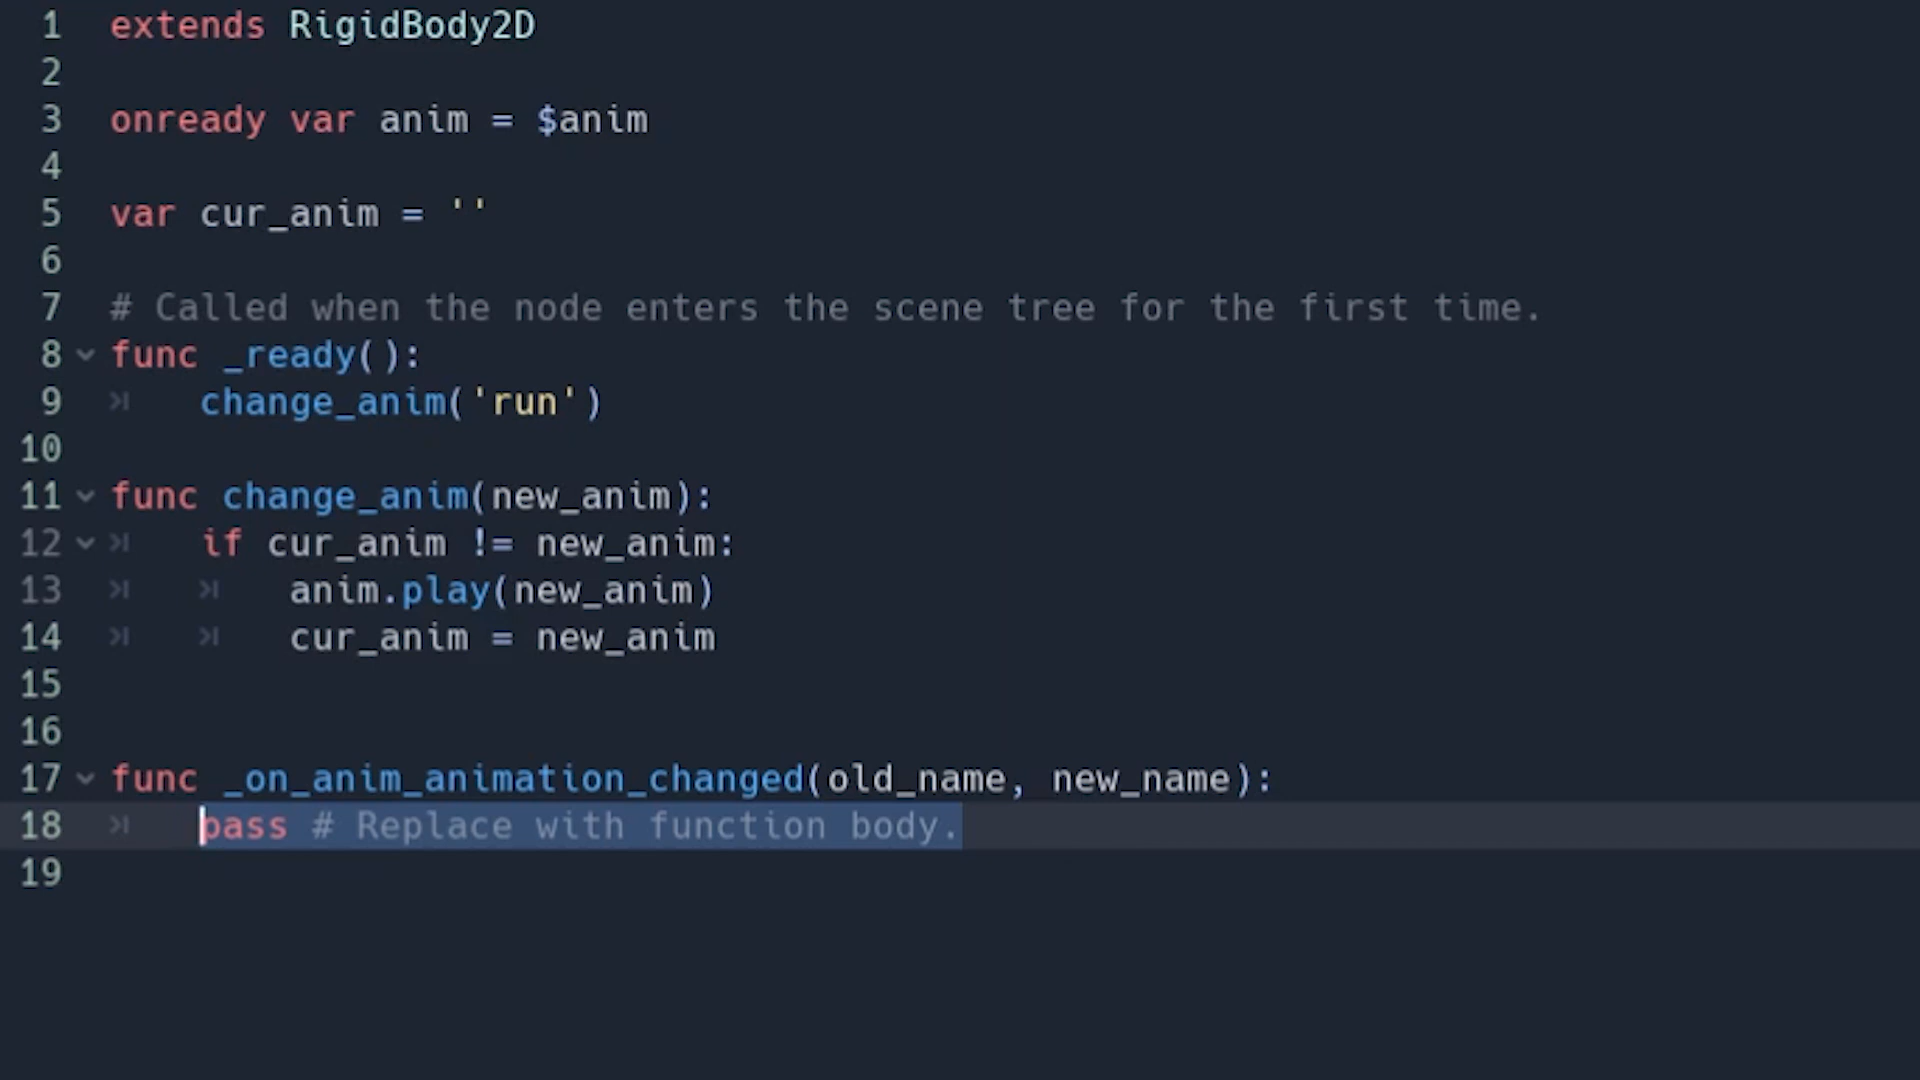 1 extends RigidBody2D
2
3 onready var anim = $anim
4
5 var cur_anim = ''
6
7 # Called when the node enters the scene tree for the first time.
8 func _ready():
9 change_anim('run')
10
11 func change_anim(new_anim):
12 if cur_anim != new_anim:
13 anim.play(new_anim)
14 cur_anim = new_anim
15
16
17 func _on_anim_animation_changed(old_name, new_name):
18 pass # Replace with function body.
19